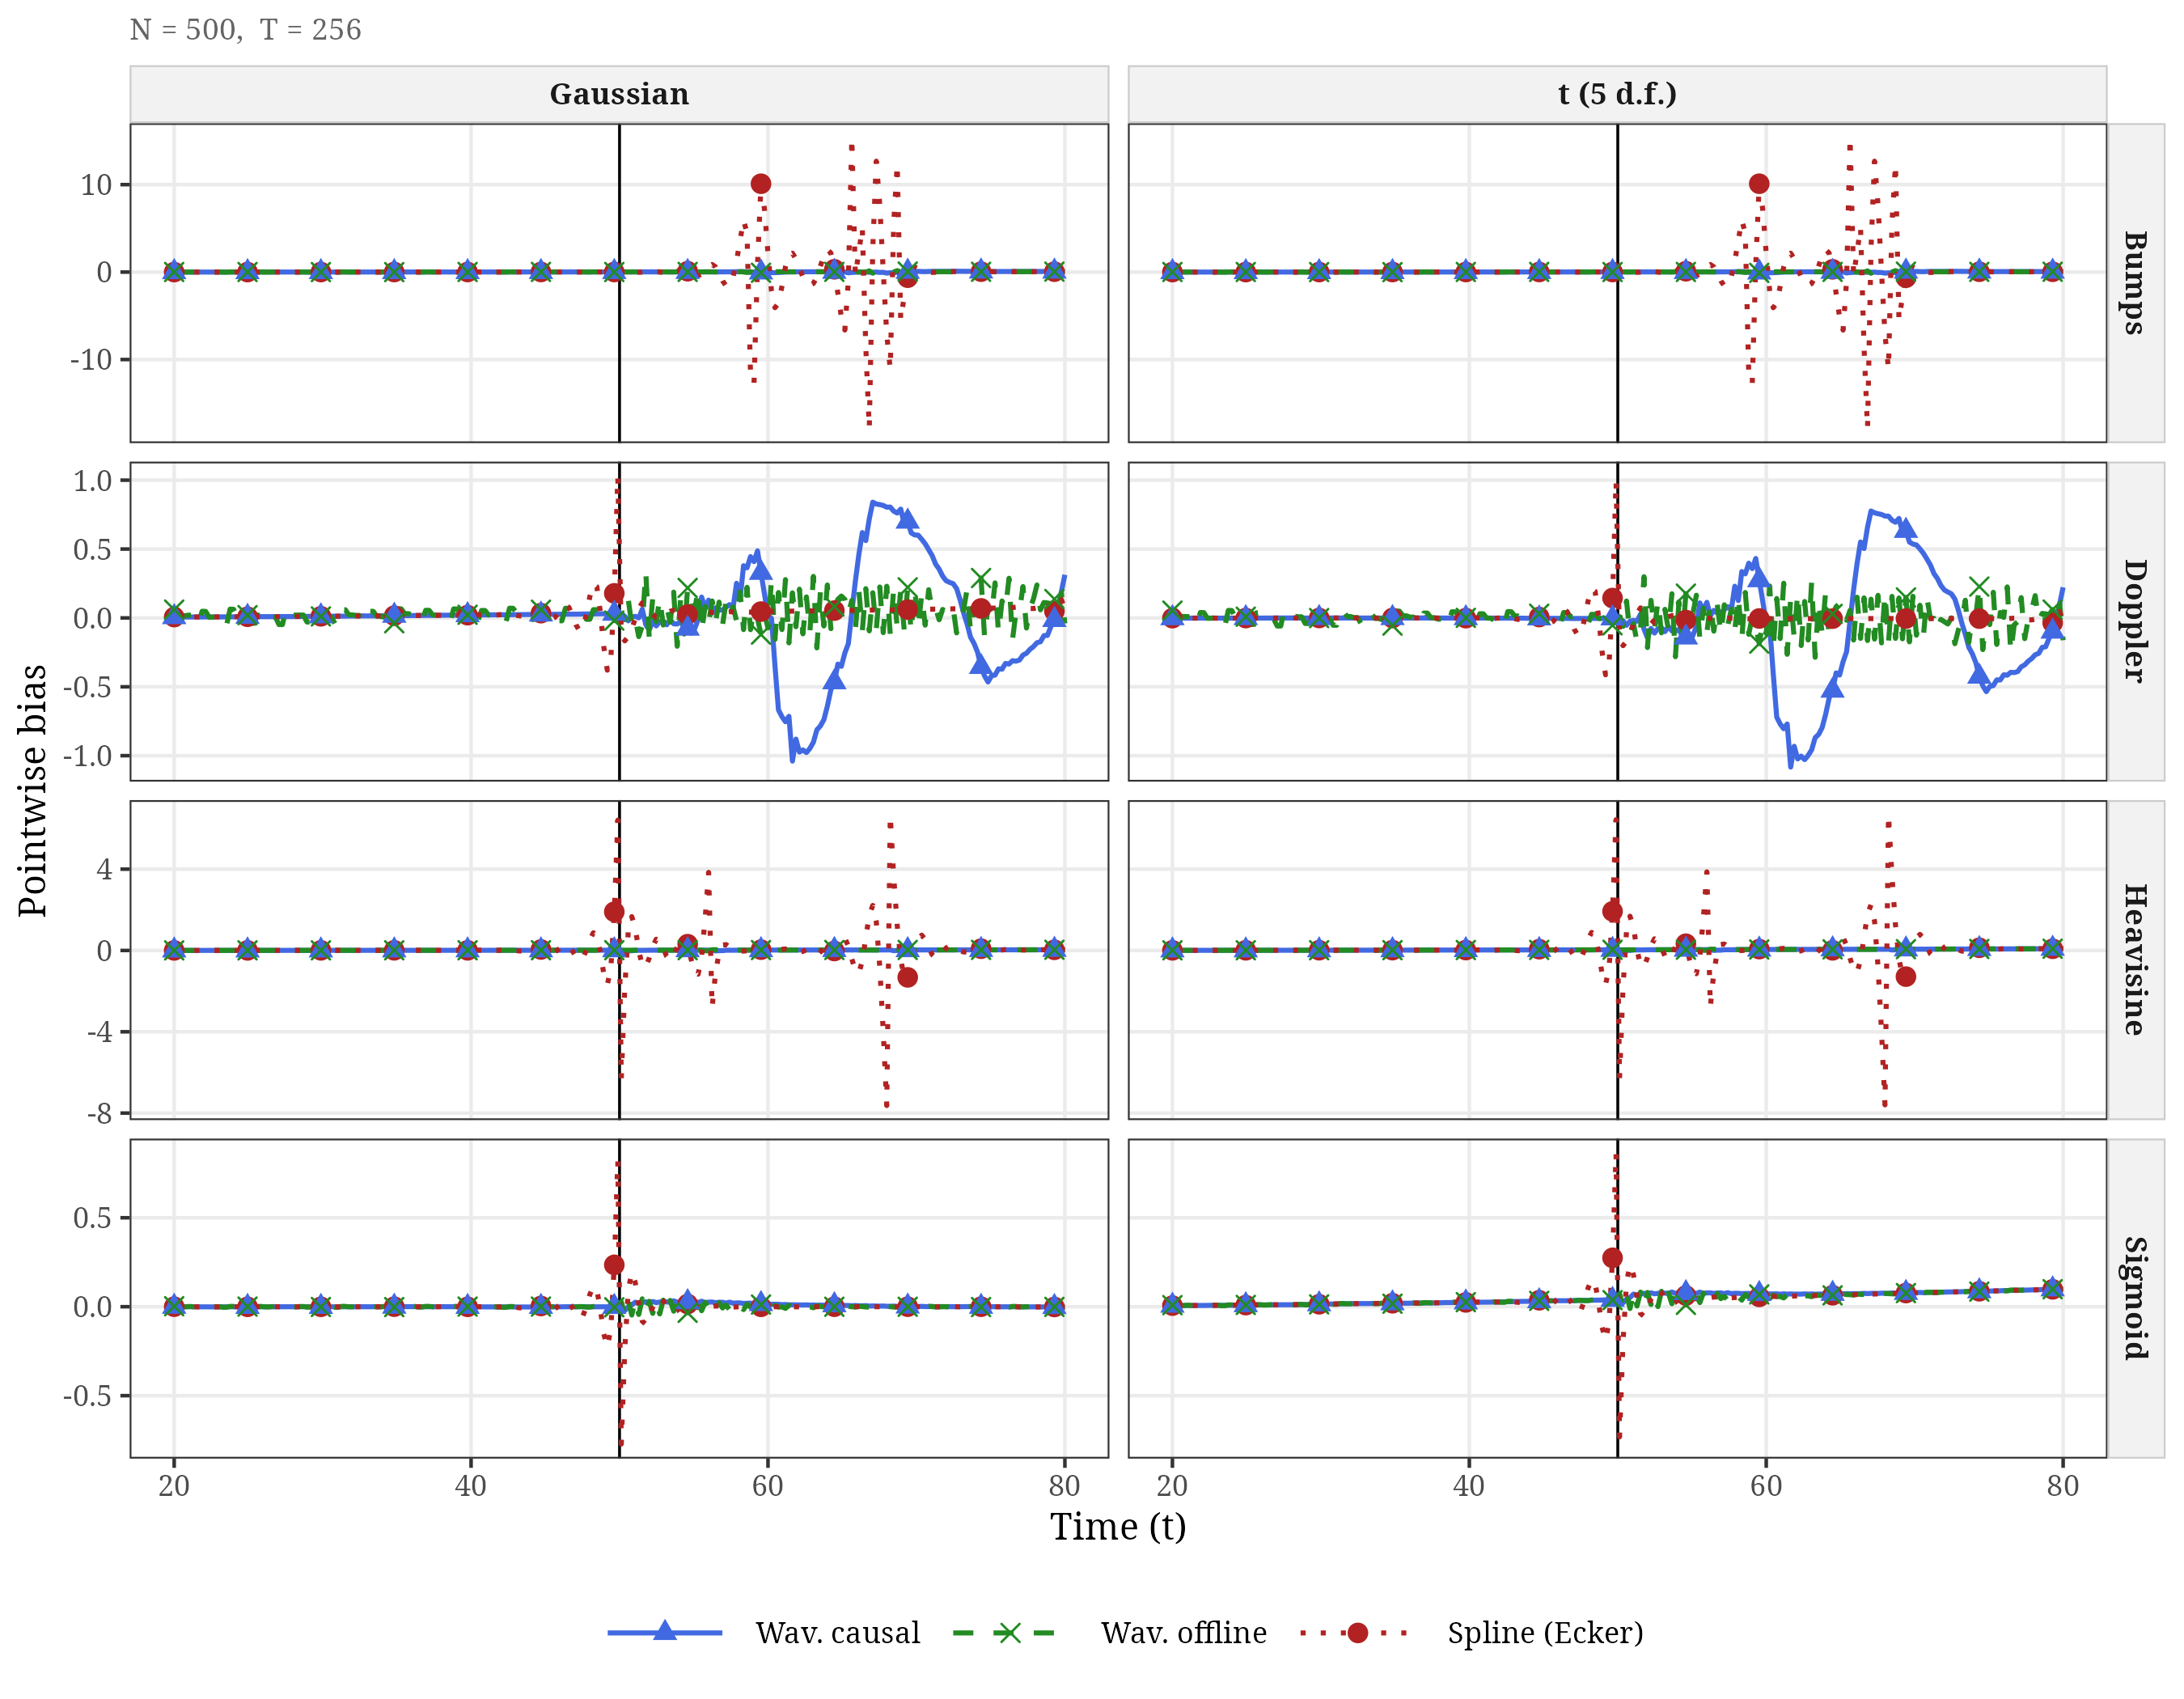 N = 500, T = 256
Gaussian
t (5 d.f.)
Pointwise bias
10
0
-10
Bumps
1.0
0.5
0.0
-0.5
-1.0
Doppler
4
0
-4
-8
Heavisine
0.5
0.0
-0.5
Sigmoid
20
40
60
80
20
40
60
80
Time (t)
Wav. causal
Wav. offline
Spline (Ecker)